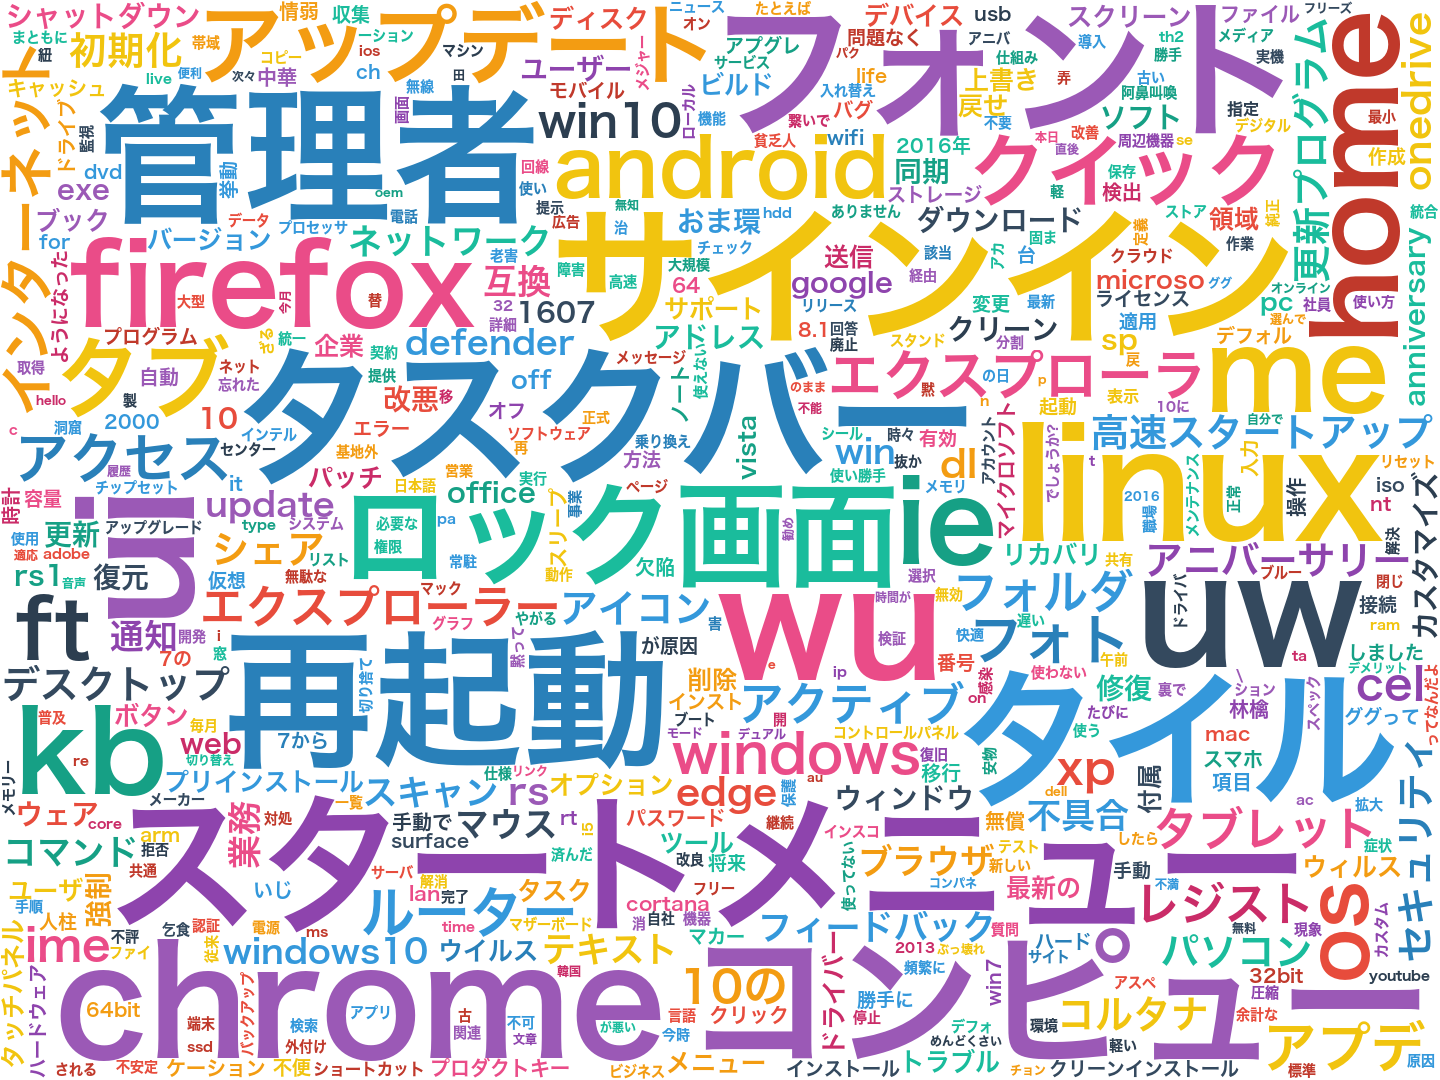 シャットダウン
情弱
収集
アップデート
ディスク
ニュース
オン
たとえば
デバイス
usb
スクリーン
ファイル
フリーズ
まともに
紐
初期化
帯域
コピー
ーション
ios
マシン
ユーザー
メジャー
アプグレ
サービス
問題なく
パク
アニバ
導入
th2
勝手
メディア
実機
home
onedrive
インターネット
キャッシュ
live
便利
次々
中華
ch
無線
モバイル
ビルド
life
入れ替え
上書き
仕組み
弄
古い
阿鼻叫喚
プログラム
フォント
管理者
画面
win10
ローカル
機能
繋いで
バグ
戻せ
不要
ソフト
指定
デジタル
最小
ドライブ
監視
dvd
exe
挙動
oem
回線
使い
android
貧乏人
wifi
2016年
同期
クイック
本日
直後
改善
周辺機器
se
保存
作成
ブック
for
データ
バージョン
プロセッサ
電話
提示
広告
無知
治
おま環
hdd
ありません
ストレージ
ダウンロード
軽
検出
ストア
領域
純正
更新
統合
firefox
ネットワーク
老害
互換
障害
高速
サインイン
チェック
大規模
64
送信
google
該当
経由
アカ
固ま
台
定義
作業
クラウド
microso
ググ
オンライン
pc
社員
使い方
anniversary
ようになった
大型
今月
替
32
詳細
1607
サポート
リリース
変更
最新
ライセンス
適用
選んで
プログラム
ざる
統一
企業
契約
defender
メッセージ
アドレス
8.1
回答
廃止
スタンド
クリーン
分割
sp
デフォル
取得
タブ
自動
ネット
忘れた
提供
off
使えない
ノート
のまま
不能
エクスプローラ
黙
の日
p
戻
表示
me
hello
製
2000
10
タスクバー
改悪
移
オフ
正式
n
起動
10に
自分で
c
洞窟
センター
インテル
エラー
基地外
ソフトウェア
再
乗り換え
vista
シール
時々
有効
win
抜か
linux
高速スタートアップ
アクセス
履歴
チップセット
it
パッチ
営業
日本語
実行
方法
使い勝手
dl
メモリ
アカウント
マイクロソフト
でしょうか?
t
入力
リセット
時計
容量
in
update
office
事業
ページ
2016
職場
メンテナンス
正常
操作
iso
nt
カスタマイズ
使用
更新
アップグレード
type
システム
必要な
権限
pa
ロック画面
勧め
ie
解決
適応
adobe
シェア
リスト
常駐
スリープ
動作
欠陥
選択
リカバリ
共有
アニバーサリー
ブルー
閉じ
rs1
音声
復元
仮想
無駄な
マック
時間が
無効
フォルダ
ドライバ
接続
ft
エクスプローラー
グラフ
やがる
アイコン
害
wu
検証
快適
遅い
uw
ram
通知
開発
i
窓
7の
黙って
が原因
フォト
午前
ta
しました
デメリット
デスクトップ
再起動
切り捨て
削除
e
ip
番号
感染
on
使わない
修復
裏で
\
ション
林檎
スペック
cel
ってなんだよ
kb
普及
re
ボタン
毎月
web
切り替え
7から
インスト
ブート
モード
アクティブ
開
デュアル
コントロールパネル
使う
たびに
タイル
mac
ググって
メモリー
プリインストール
スキャン
仕様
リンク
rs
オプション
windows
復旧
移行
安物
xp
dell
付属
スマホ
項目
セキュリティ
ウェア
core
メーカー
業務
対処
一覧
手動で
マウス
rt
i5
edge
パスワード
保護
au
継続
ウィンドウ
無償
不具合
ac
拡大
コマンド
arm
拒否
共通
スタートメニュー
surface
サーバ
済んだ
ツール
改良
将来
インスコ
使ってない
ブラウザ
テスト
新しい
したら
手動
タブレット
症状
ウィルス
ユーザ
手順
強制
人柱
いじ
解消
lan
完了
タスク
フリー
cortana
コンパネ
最新の
不満
レジスト
os
タッチパネル
ime
不評
ファイ
乞食
認証
従来
電源
ms
ルーター
time
マザーボード
消
自社
機器
マカー
フィードバック
質問
ハード
サイト
無料
現象
カスタム
windows10
ウイルス
テキスト
韓国
2013
ぶっ壊れ
頻繁に
win7
パソコン
アスペ
32bit
youtube
ハードウェア
64bit
端末
ssd
バックアップ
検索
外付け
アプリ
chrome
古
関連
不可
文章
が悪い
今時
言語
10の
クリック
ドライバー
勝手に
停止
コンピューター
デフォ
めんどくさい
環境
コルタナ
軽い
圧縮
余計な
アプデ
される
不安定
ケーション
不便
ショートカット
プロダクトキー
ビジネス
メニュー
インストール
トラブル
チョン
クリーンインストール
標準
原因